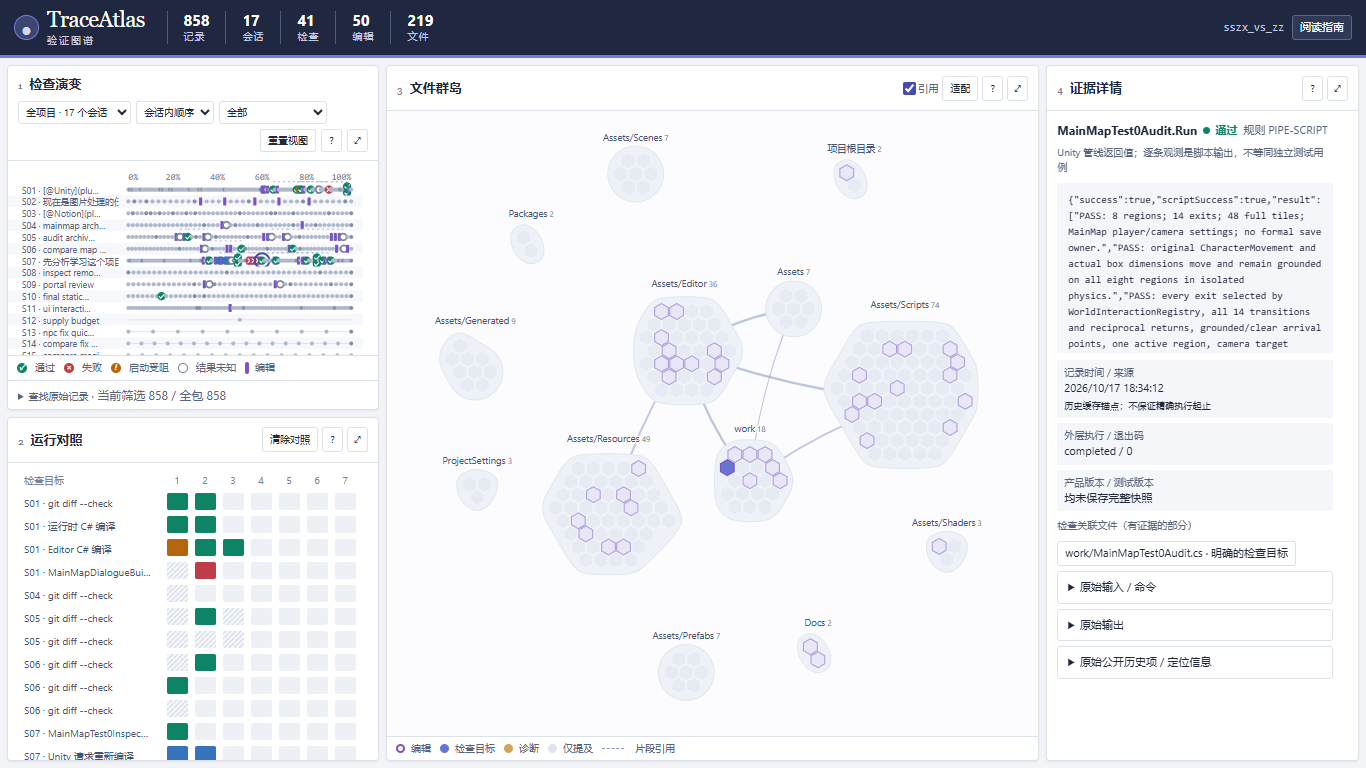 TraceAtlas
验证图谱
858 记录
17 会话
41 检查
50 编辑
219 文件
sszx_vs_zz
阅读指南
1 检查演变
全项目 · 17 个会话
会话内顺序
全部
重置视图
?
0% 20% 40% 60% 80% 100%
S01 · [@Unity](plu...
S02 · 现在是图片处理的任
S03 · [@Notion](pl...
S04 · mainmap arch...
S05 · audit archiv...
S06 · compare map ...
S07 · 先分析学习这个项目
S08 · inspect remo...
S09 · portal review
S10 · final static...
S11 · ui interacti...
S12 · supply budget
S13 · npc fix quic...
S14 · compare fix ...
通过 失败 启动受阻 结果未知 编辑
▶ 查找原始记录 · 当前筛选 858 / 全包 858
2 运行对照
清除对照
?
检查目标 1 2 3 4 5 6 7
S01 · git diff --check
S01 · 运行时 C# 编译
S01 · Editor C# 编译
S01 · MainMapDialogueBui...
S04 · git diff --check
S05 · git diff --check
S05 · git diff --check
S06 · git diff --check
S06 · git diff --check
S06 · git diff --check
S07 · MainMapTest0Inspec...
S07 · Unity 请求重新编译
3 文件群岛
引用
适配
?
Assets/Scenes 7
项目根目录 2
Packages 2
Assets 7
Assets/Editor 36
Assets/Scripts 74
Assets/Generated 9
work 18
Assets/Resources 49
ProjectSettings 3
Assets/Shaders 3
Docs 2
Assets/Prefabs 7
编辑 检查目标 诊断 仅提及 片段引用
4 证据详情
?
MainMapTest0Audit.Run 通过 规则 PIPE-SCRIPT
Unity 管线返回值；逐条观测是脚本输出，不等同独立测试用
例
{"success":true,"scriptSuccess":true,"result":
["PASS: 8 regions; 14 exits; 48 full tiles;
MainMap player/camera settings; no formal save
owner.","PASS: original CharacterMovement and
actual box dimensions move and remain grounded
on all eight regions in isolated
physics.","PASS: every exit selected by
WorldInteractionRegistry, all 14 transitions
and reciprocal returns, grounded/clear arrival
points, one active region, camera target
记录时间 / 来源
2026/10/17 18:34:12
历史缓存锚点：不保证精确执行起止
外层执行 / 退出码
completed / 0
产品版本 / 测试版本
均未保存完整快照
检查关联文件（有证据的部分）
work/MainMapTest0Audit.cs · 明确的检查目标
▶ 原始输入 / 命令
▶ 原始输出
▶ 原始公开历史项 / 定位信息